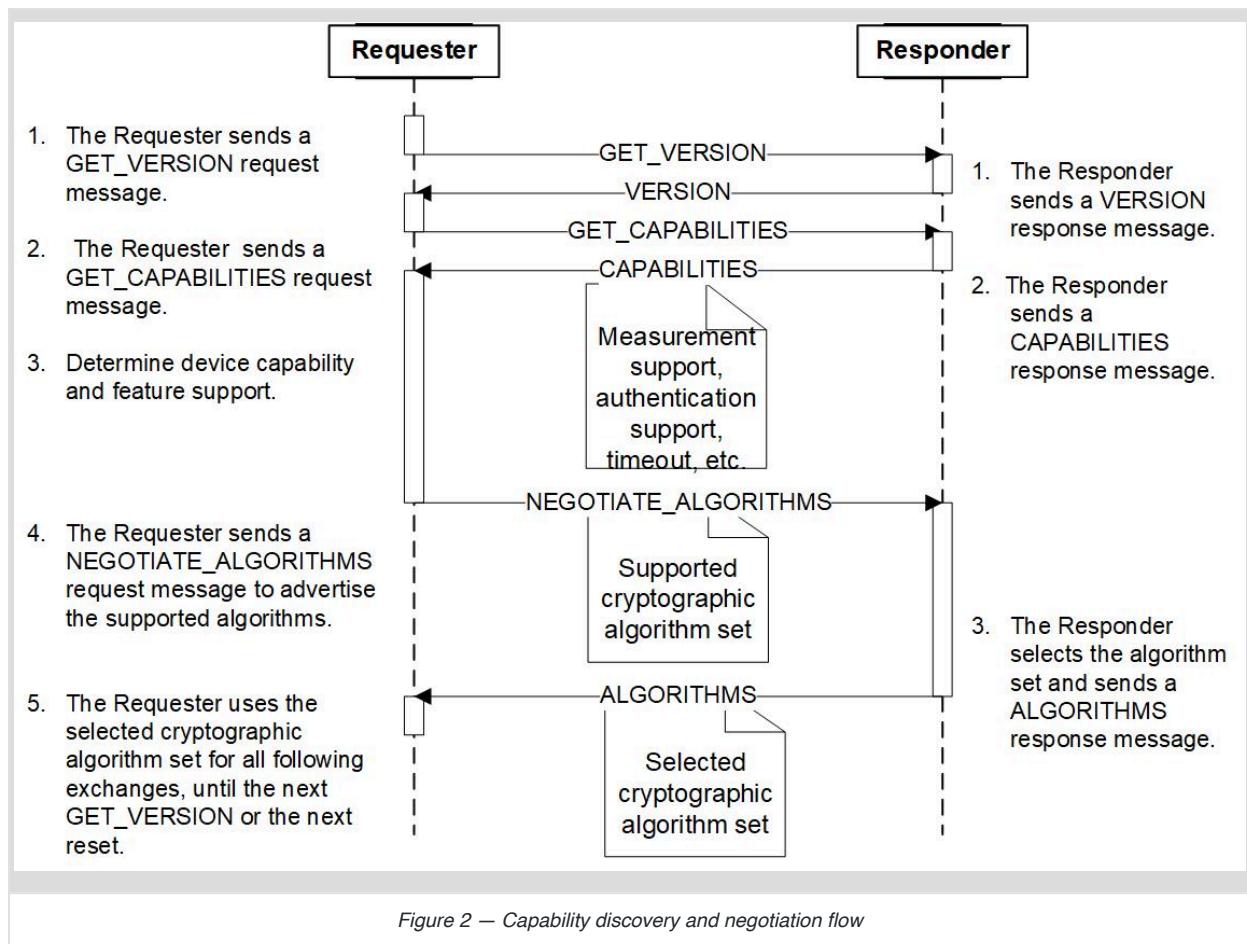 Requester
Responder
1. The Requester sends a
GET_VERSION request
message.
2. The Requester sends a
GET_CAPABILITIES request
message.
3. Determine device capability
and feature support.
4. The Requester sends a
NEGOTIATE_ALGORITHMS
request message to advertise
the supported algorithms.
5. The Requester uses the
selected cryptographic
algorithm set for all following
exchanges, until the next
GET_VERSION or the next
reset.
GET_VERSION
VERSION
GET_CAPABILITIES
CAPABILITIES
Measurement
support,
authentication
support,
timeout, etc.
NEGOTIATE_ALGORITHMS
Supported
cryptographic
algorithm set
ALGORITHMS
Selected
cryptographic
algorithm set
1. The Responder
sends a VERSION
response message.
2. The Responder
sends a
CAPABILITIES
response message.
3. The Responder
selects the algorithm
set and sends a
ALGORITHMS
response message.
Figure 2 — Capability discovery and negotiation flow